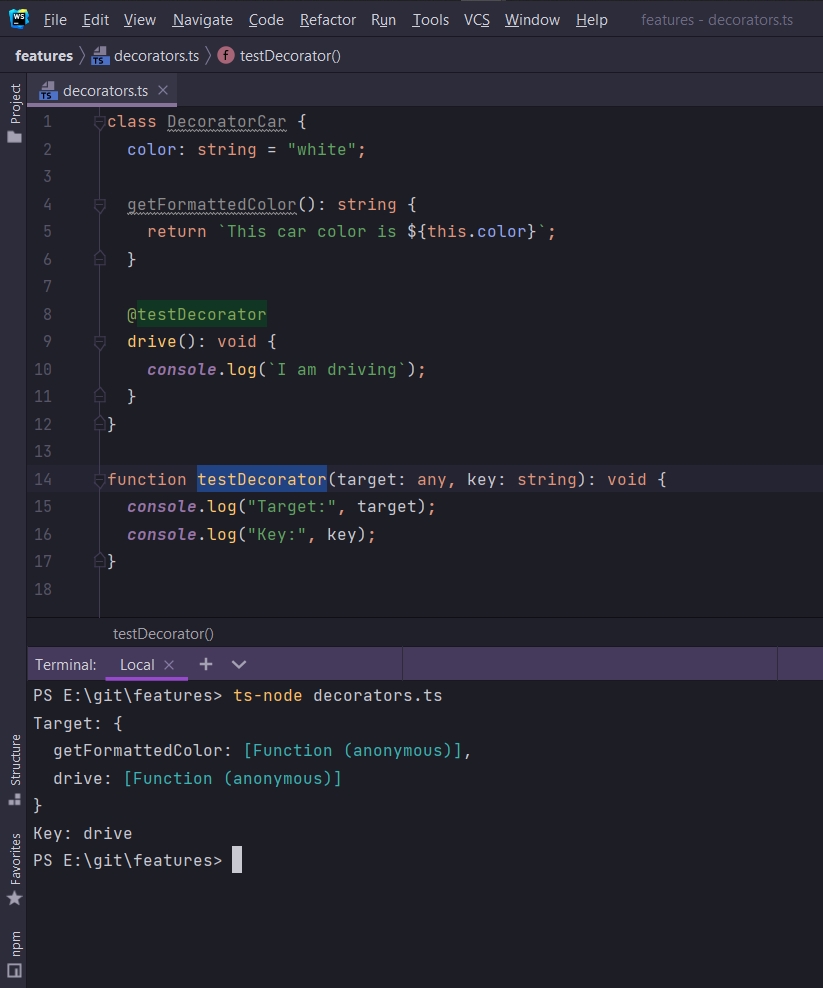 WS File Edit View Navigate Code Refactor Run Tools VCS Window Help features - decorators.ts
features TS decorators.ts f testDecorator()
Project
TS decorators.ts
1 class DecoratorCar {
2 color: string = "white";
3
4 getFormattedColor(): string {
5 return `This car color is ${this.color}`;
6 }
7
8 @testDecorator
9 drive(): void {
10 console.log(`I am driving`);
11 }
12 }
13
14 function testDecorator(target: any, key: string): void {
15 console.log("Target:", target);
16 console.log("Key:", key);
17 }
18
testDecorator()
Terminal: Local
PS E:\git\features> ts-node decorators.ts
Target: {
getFormattedColor: [Function (anonymous)],
drive: [Function (anonymous)]
}
Key: drive
PS E:\git\features>
Structure
Favorites
npm